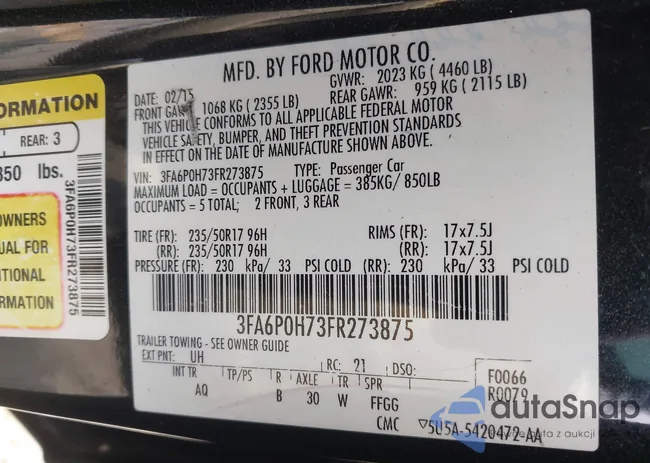 ORMATION
REAR: 3
850 lbs.
OWNERS
UAL FOR
ITIONAL
FORMATION
3FA6P0H73FR273875
MFD. BY FORD MOTOR CO.
DATE: 02/15 GVWR: 2023 KG ( 4460 LB)
FRONT GAWR: 1068 KG ( 2355 LB) REAR GAWR: 959 KG ( 2115 LB)
THIS VEHICLE CONFORMS TO ALL APPLICABLE FEDERAL MOTOR
VEHICLE SAFETY, BUMPER, AND THEFT PREVENTION STANDARDS
IN EFFECT ON THE DATE OF MANUFACTURE SHOWN ABOVE.
VIN: 3FA6P0H73FR273875 TYPE: Passenger Car
MAXIMUM LOAD = OCCUPANTS + LUGGAGE = 385KG/ 850LB
OCCUPANTS = 5 TOTAL; 2 FRONT, 3 REAR
TIRE (FR): 235/50R17 96H RIMS (FR): 17x7.5J
(RR): 235/50R17 96H (RR): 17x7.5J
PRESSURE (FR): 230 kPa/ 33 PSI COLD (RR): 230 kPa/ 33 PSI COLD
3FA6P0H73FR273875
TRAILER TOWING - SEE OWNER GUIDE
EXT PNT: UH RC: 21 DSO: F0066
INT TR TP/PS R AXLE TR SPR R0079
AQ B 30 W FFGG
CMC ▽5U5A-5420472-AA
autaSnap
auta z aukcji